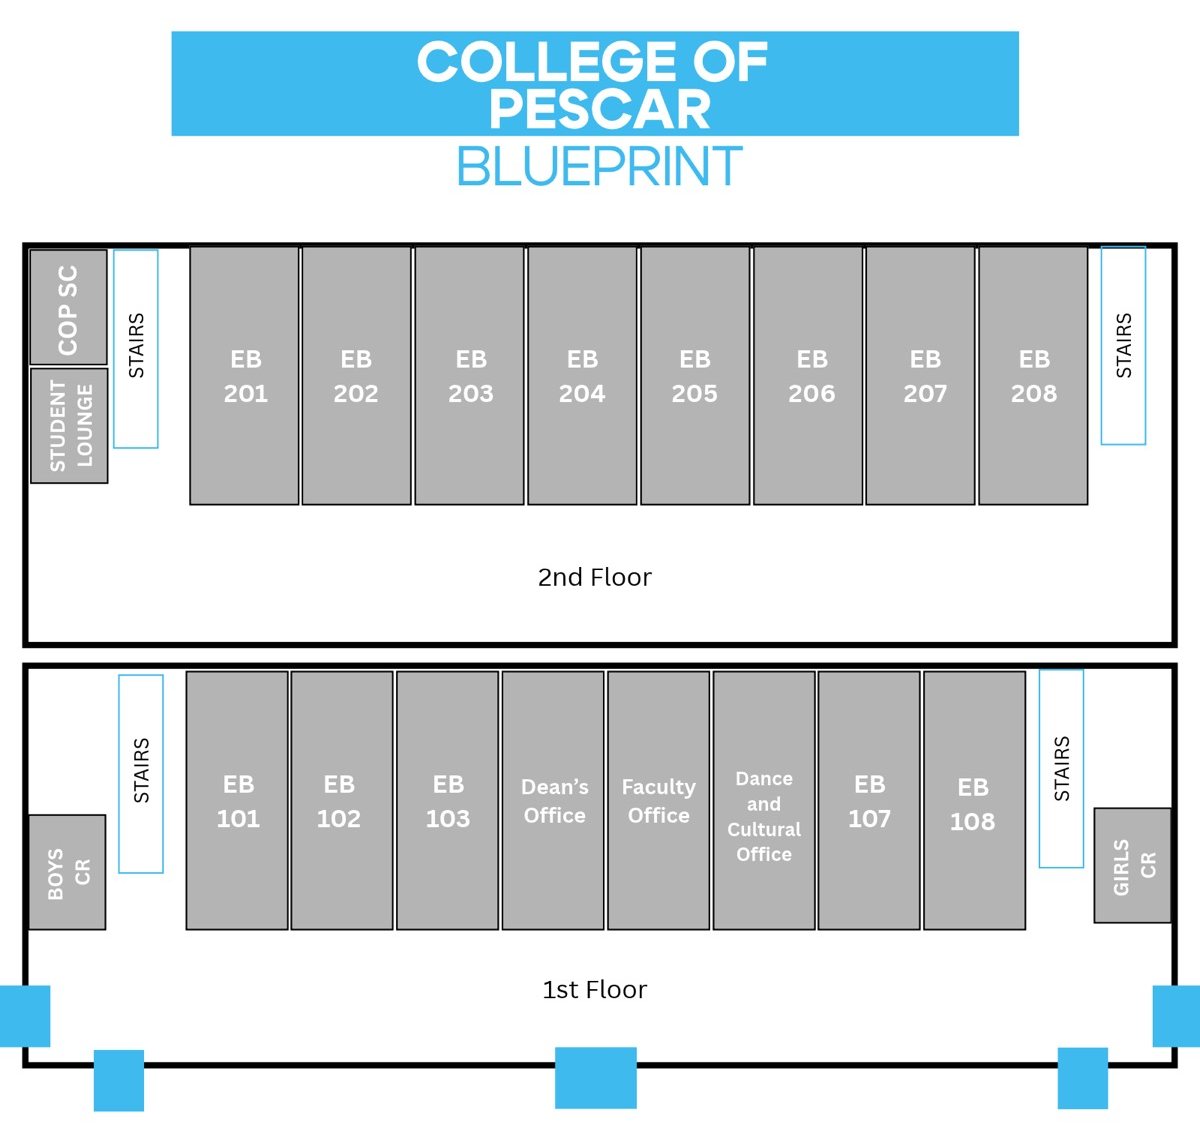 COLLEGE OF
PESCAR
BLUEPRINT
COP SC
STUDENT
LOUNGE
STAIRS
EB
201
EB
202
EB
203
EB
204
EB
205
EB
206
EB
207
EB
208
STAIRS
2nd Floor
BOYS
CR
STAIRS
EB
101
EB
102
EB
103
Dean’s
Office
Faculty
Office
Dance
and
Cultural
Office
EB
107
EB
108
STAIRS
GIRLS
CR
1st Floor